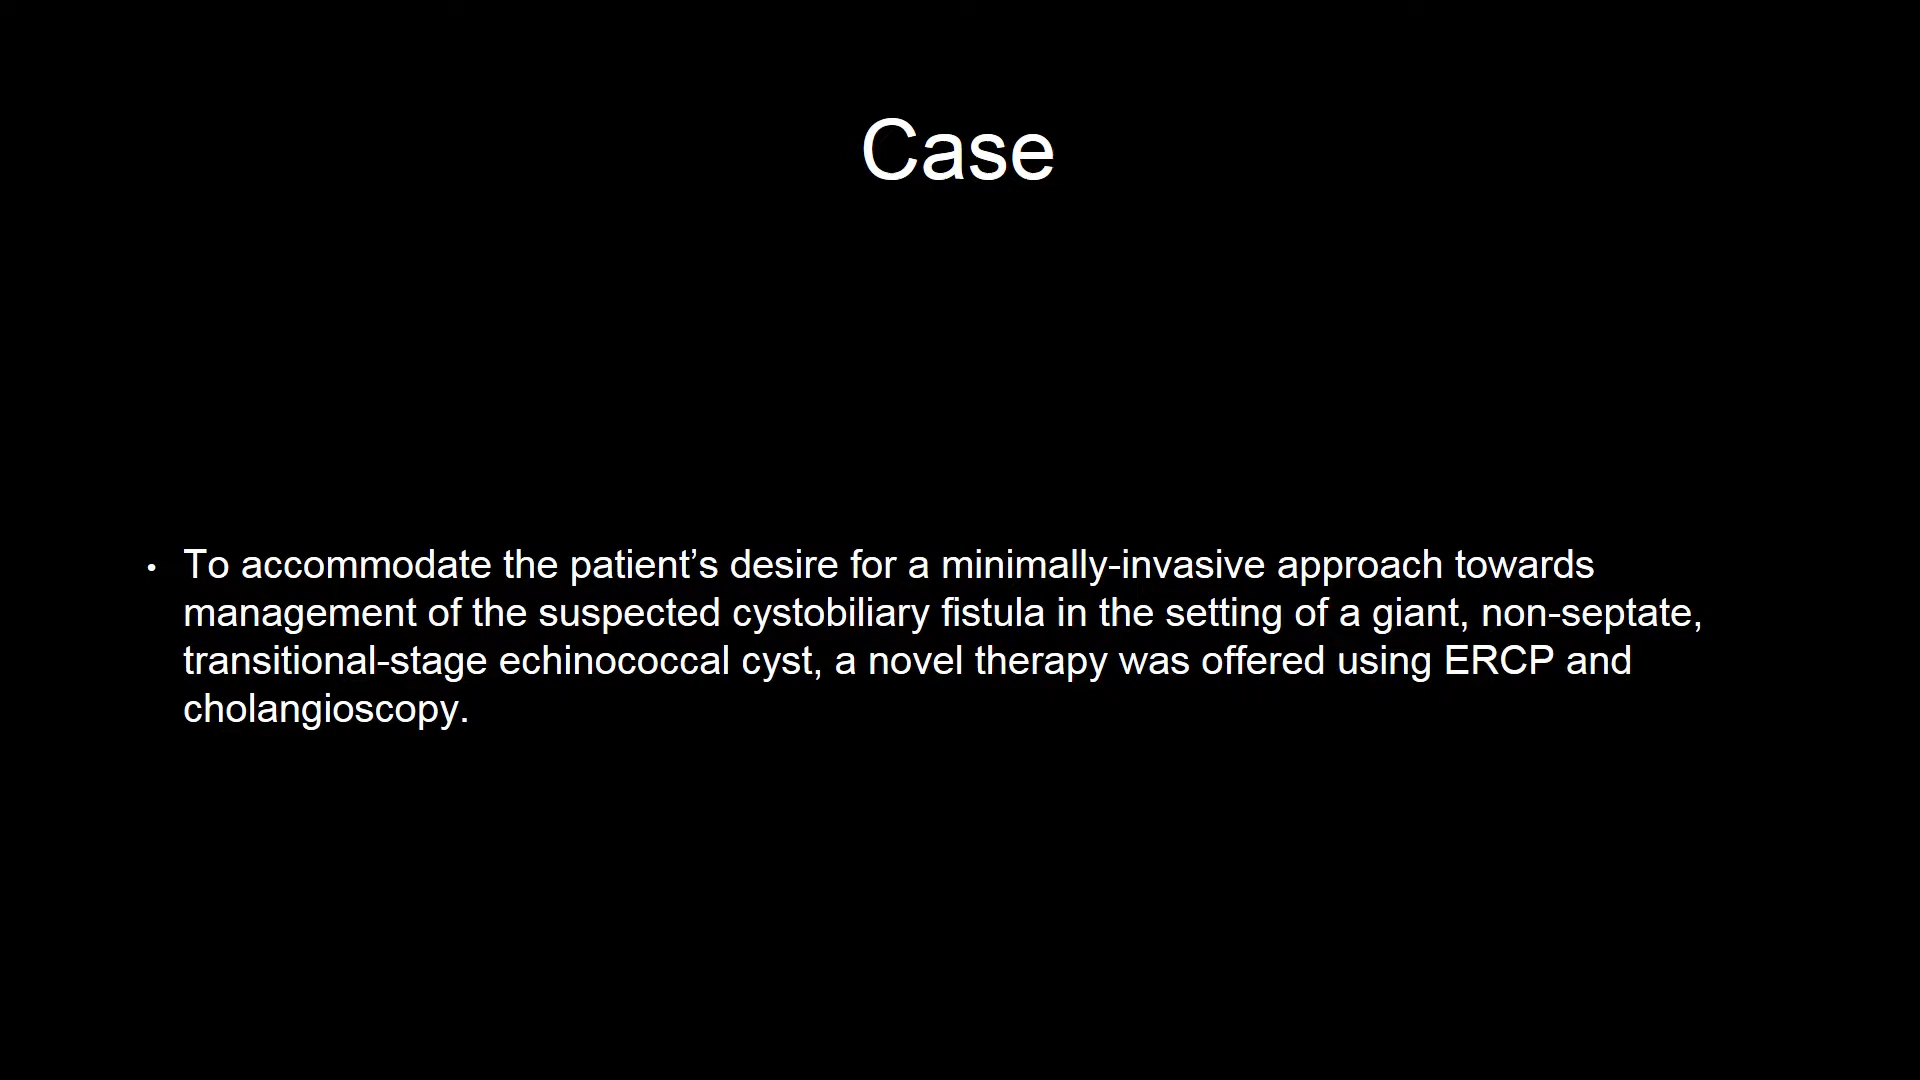 Case
• To accommodate the patient’s desire for a minimally-invasive approach towards
management of the suspected cystobiliary fistula in the setting of a giant, non-septate,
transitional-stage echinococcal cyst, a novel therapy was offered using ERCP and
cholangioscopy.